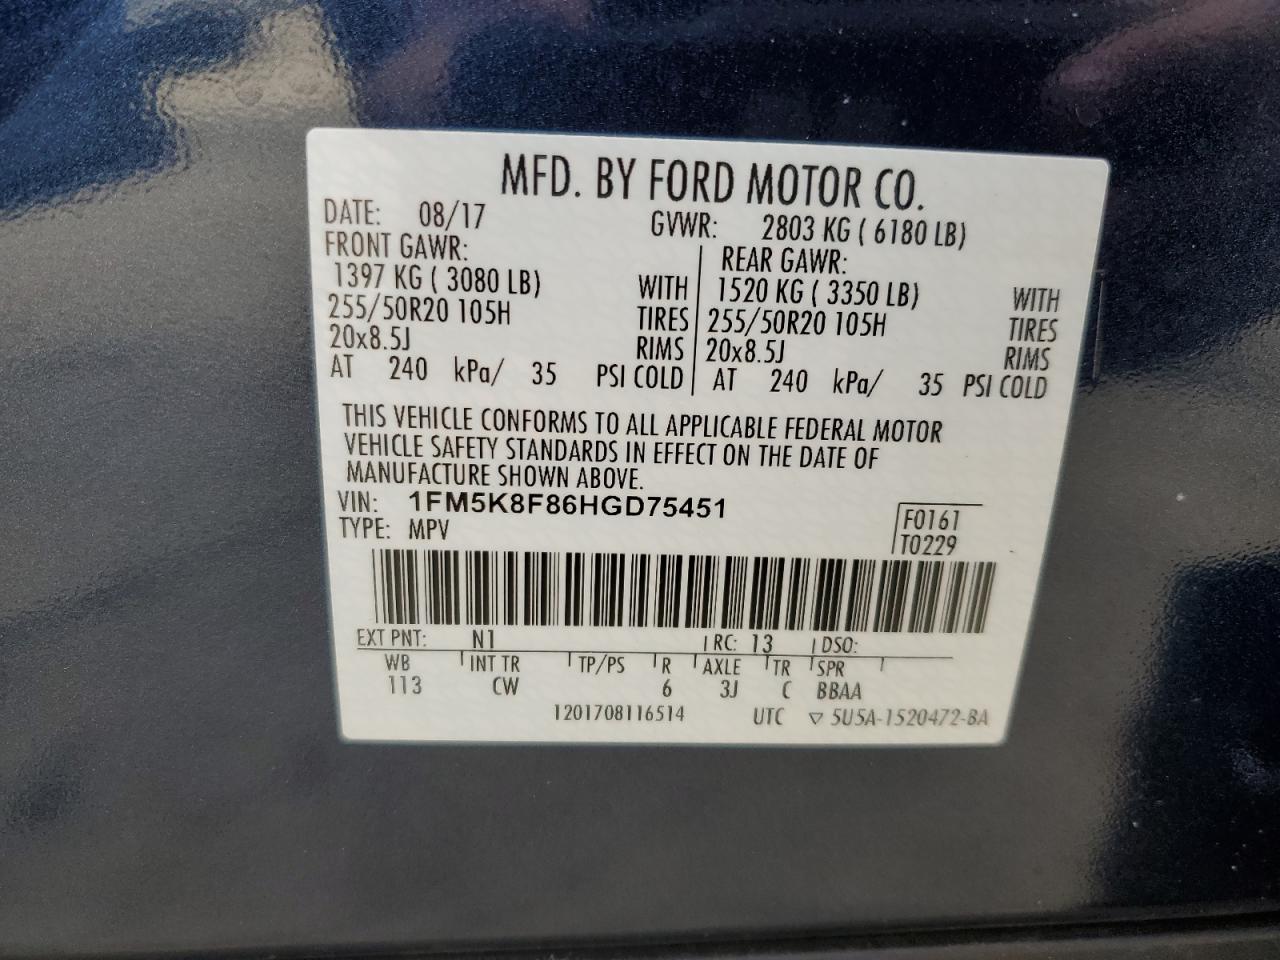 MFD. BY FORD MOTOR CO.
DATE: 08/17 GVWR: 2803 KG ( 6180 LB)
FRONT GAWR: REAR GAWR:
1397 KG ( 3080 LB) WITH 1520 KG ( 3350 LB) WITH
255/50R20 105H TIRES 255/50R20 105H TIRES
20x8.5J RIMS 20x8.5J RIMS
AT 240 kPa/ 35 PSI COLD AT 240 kPa/ 35 PSI COLD
THIS VEHICLE CONFORMS TO ALL APPLICABLE FEDERAL MOTOR
VEHICLE SAFETY STANDARDS IN EFFECT ON THE DATE OF
MANUFACTURE SHOWN ABOVE.
VIN: 1FM5K8F86HGD75451 F0161
TYPE: MPV T0229
EXT PNT: N1 RC: 13 DSO:
WB INT TR TP/PS R AXLE TR SPR
113 CW 6 3J C BBAA
1201708116514 UTC ▽ 5U5A-1520472-BA